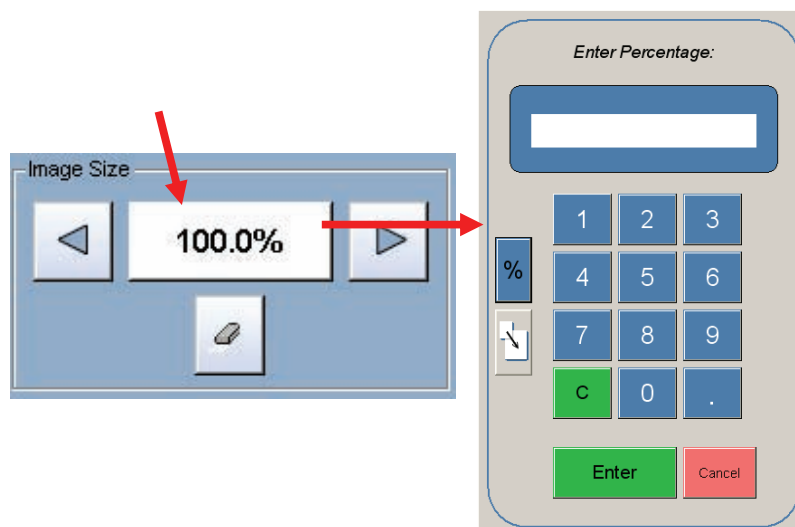 Image Size
100.0%
Enter Percentage:
1 2 3
%
4 5 6
7 8 9
C 0 .
Enter Cancel